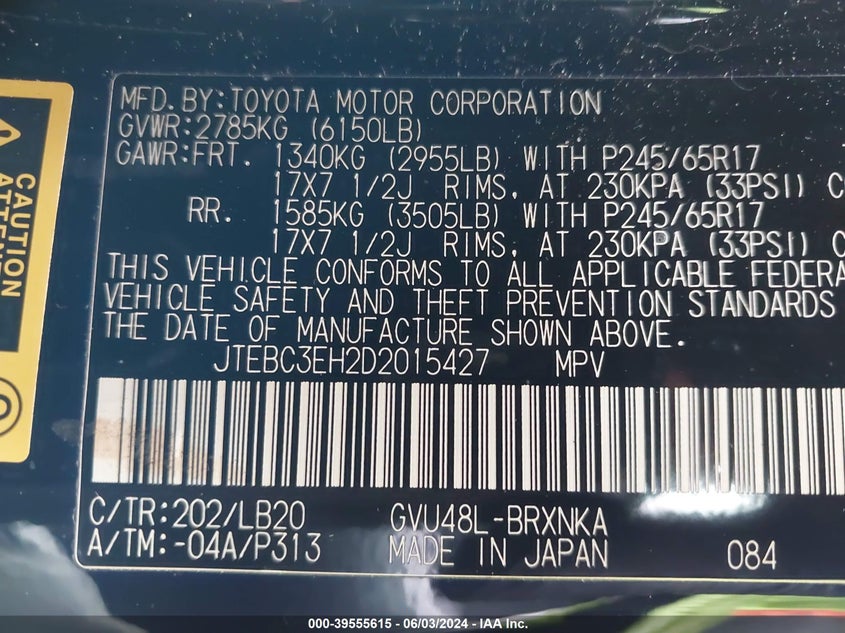 MFD.BY:TOYOTA MOTOR CORPORATION
GVWR:2785KG (6150LB)
GAWR:FRT. 1340KG (2955LB) WITH P245/65R17
17X7 1/2J RIMS, AT 230KPA (33PSI) C
RR. 1585KG (3505LB) WITH P245/65R17
17X7 1/2J RIMS, AT 230KPA (33PSI) C
THIS VEHICLE CONFORMS TO ALL APPLICABLE FEDERA
VEHICLE SAFETY AND THEFT PREVENTION STANDARDS
THE DATE OF MANUFACTURE SHOWN ABOVE.
JTEBC3EH2D2015427 MPV
C/TR:202/LB20 GVU48L-BRXNKA
A/TM:-04A/P313 MADE IN JAPAN 084
CAUTION
000-39555615 - 06/03/2024 - IAA Inc.